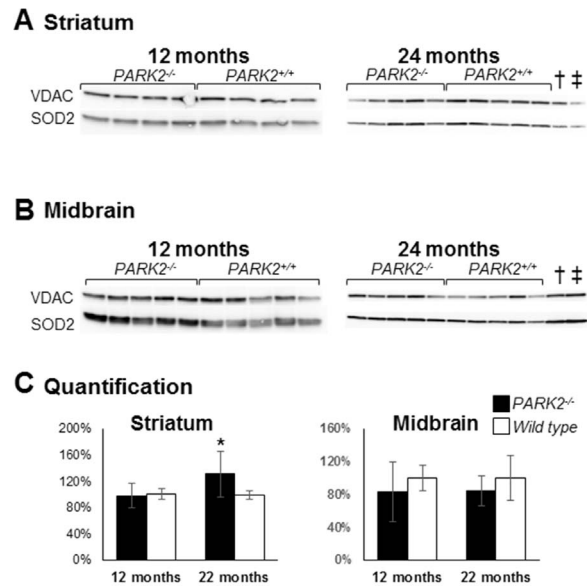 A Striatum
12 months 24 months
PARK2-/- PARK2+/+ PARK2-/- PARK2+/+ † ‡
VDAC
SOD2
B Midbrain
12 months 24 months
PARK2-/- PARK2+/+ PARK2-/- PARK2+/+ † ‡
VDAC
SOD2
C Quantification
PARK2-/-
Wild type
Striatum
200%
160%
120%
80%
40%
0%
*
12 months 22 months
Midbrain
160%
120%
80%
40%
0%
12 months 22 months